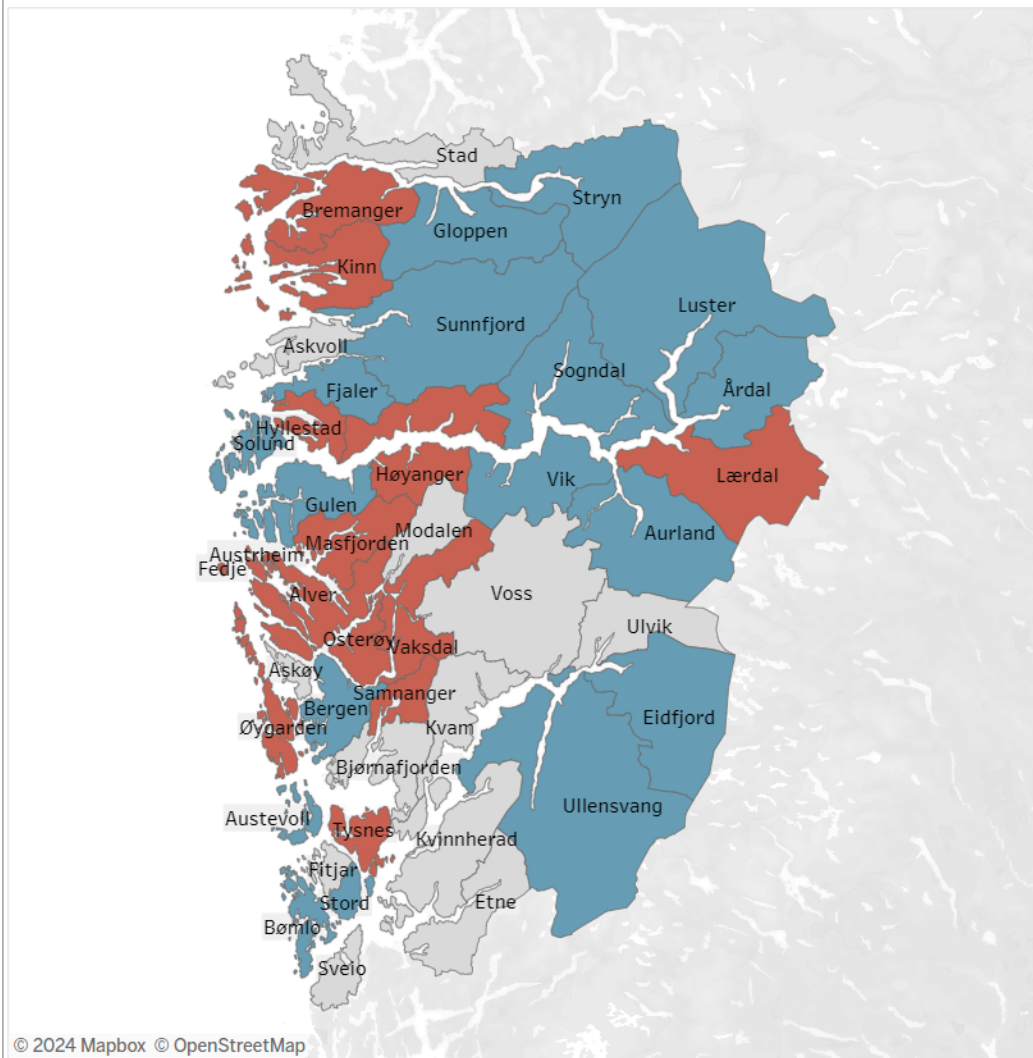 Stad
Stryn
Bremanger
Gloppen
Kinn
Luster
Sunnfjord
Askvoll
Sogndal
Fjaler
Årdal
Hyllestad
Solund
Høyanger
Lærdal
Vik
Gulen
Modalen
Aurland
Masfjorden
Austrheim
Fedje
Alver
Voss
Ulvik
Osterøy
Vaksdal
Askøy
Samnanger
Bergen
Eidfjord
Øygarden
Kvam
Bjørnafjorden
Ullensvang
Austevoll
Tysnes
Kvinnherad
Fitjar
Stord
Etne
Bømlo
Sveio
© 2024 Mapbox © OpenStreetMap